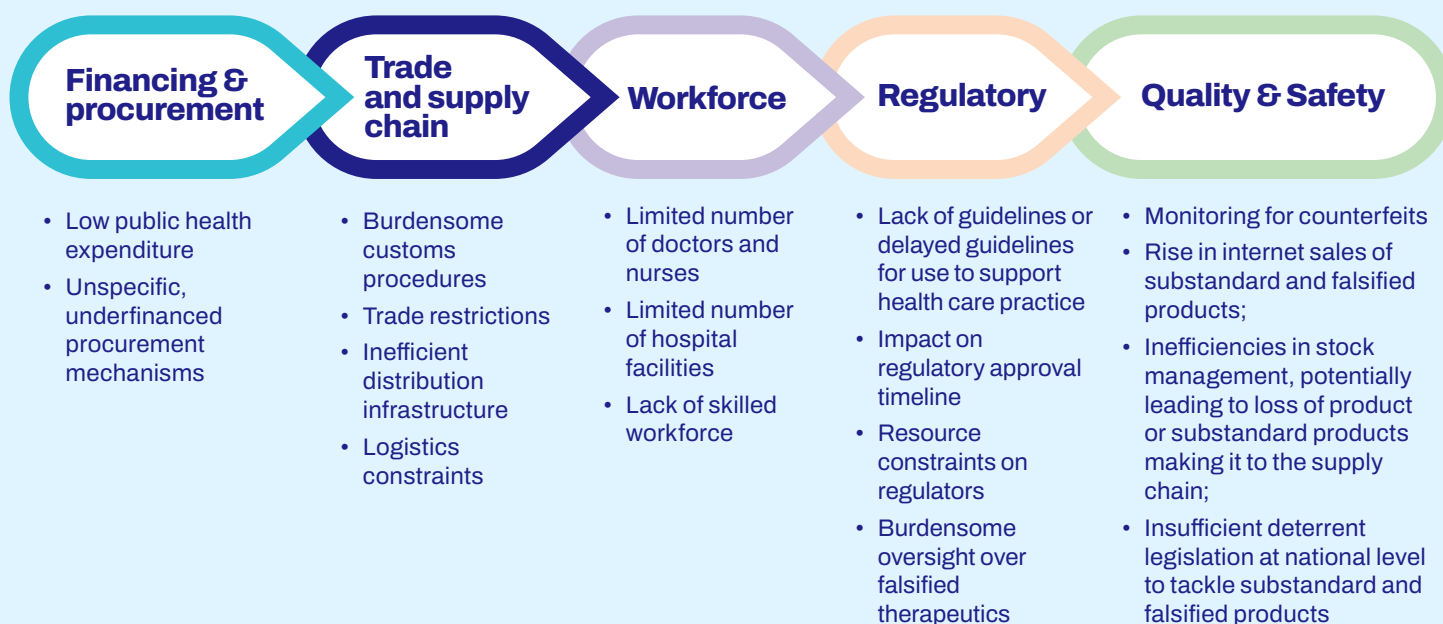 Financing &
procurement
Trade
and supply
chain
Workforce
Regulatory
Quality & Safety
• Low public health
expenditure
• Unspecific,
underfinanced
procurement
mechanisms
• Burdensome
customs
procedures
• Trade restrictions
• Inefficient
distribution
infrastructure
• Logistics
constraints
• Limited number
of doctors and
nurses
• Limited number
of hospital
facilities
• Lack of skilled
workforce
• Lack of guidelines or
delayed guidelines
for use to support
health care practice
• Impact on
regulatory approval
timeline
• Resource
constraints on
regulators
• Burdensome
oversight over
falsified
therapeutics
• Monitoring for counterfeits
• Rise in internet sales of
substandard and falsified
products;
• Inefficiencies in stock
management, potentially
leading to loss of product
or substandard products
making it to the supply
chain;
• Insufficient deterrent
legislation at national level
to tackle substandard and
falsified products